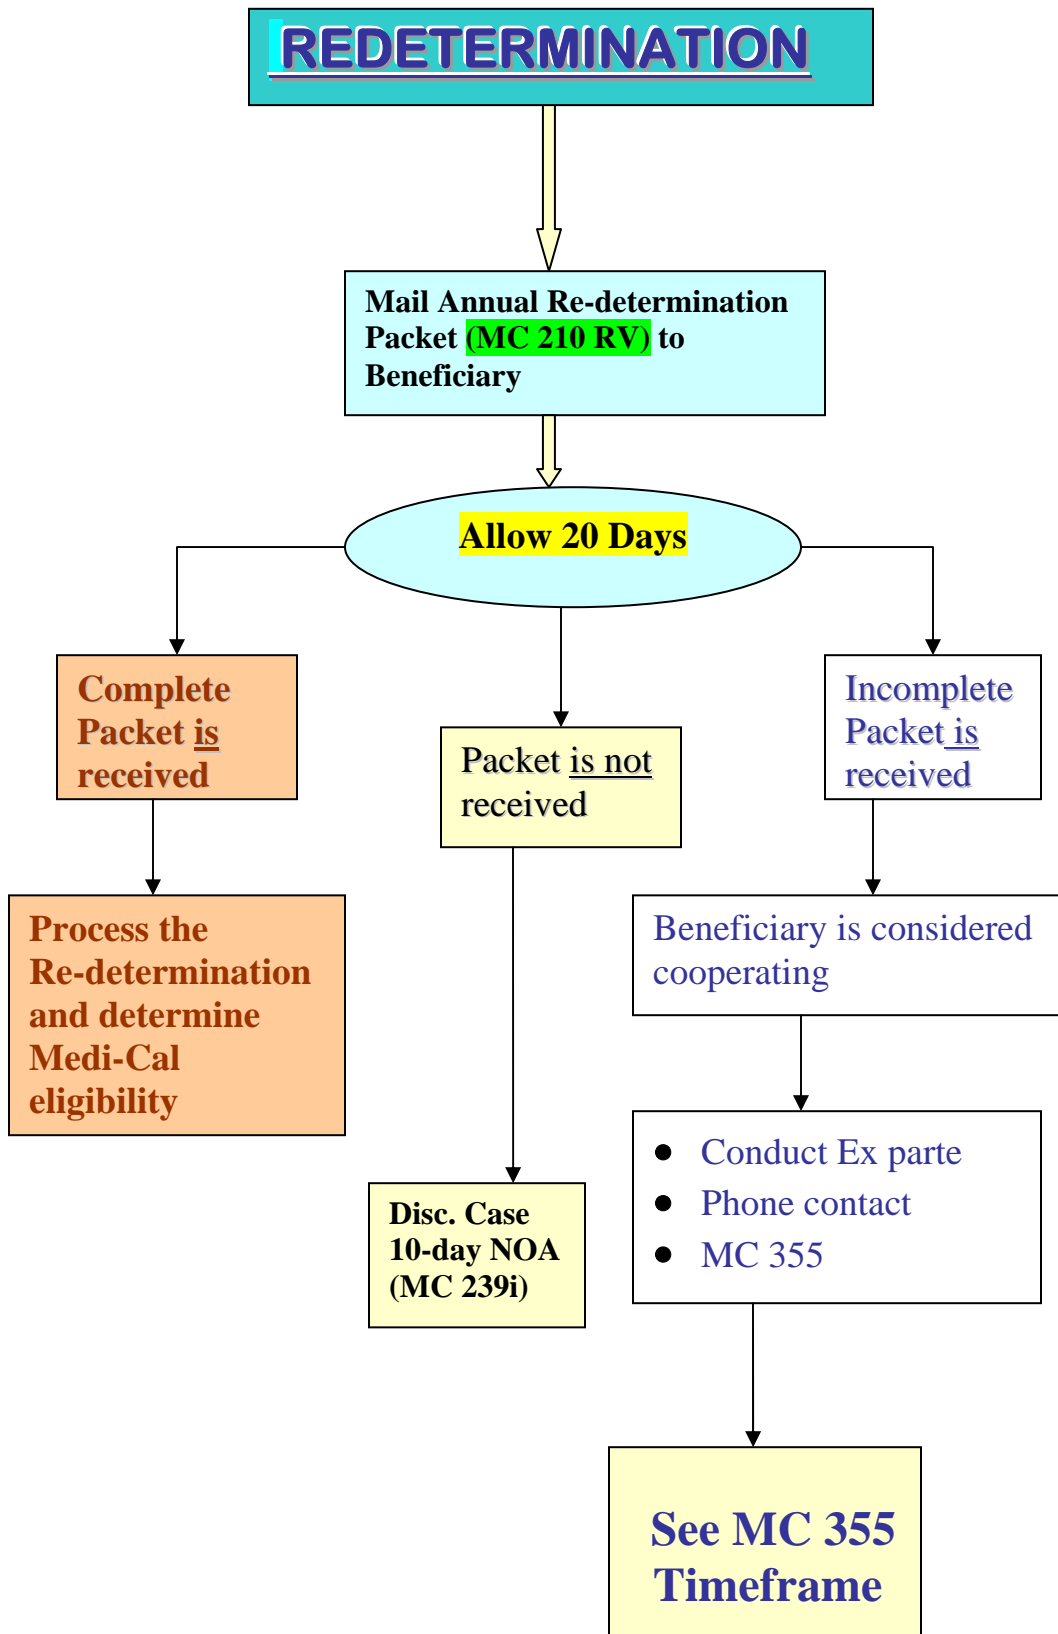 REDETERMINATION
Mail Annual Re-determination
Packet (MC 210 RV) to
Beneficiary
Allow 20 Days
Complete
Packet is
received
Packet is not
received
Incomplete
Packet is
received
Process the
Re-determination
and determine
Medi-Cal
eligibility
Beneficiary is considered
cooperating
Disc. Case
10-day NOA
(MC 239i)
● Conduct Ex parte
● Phone contact
● MC 355
See MC 355
Timeframe